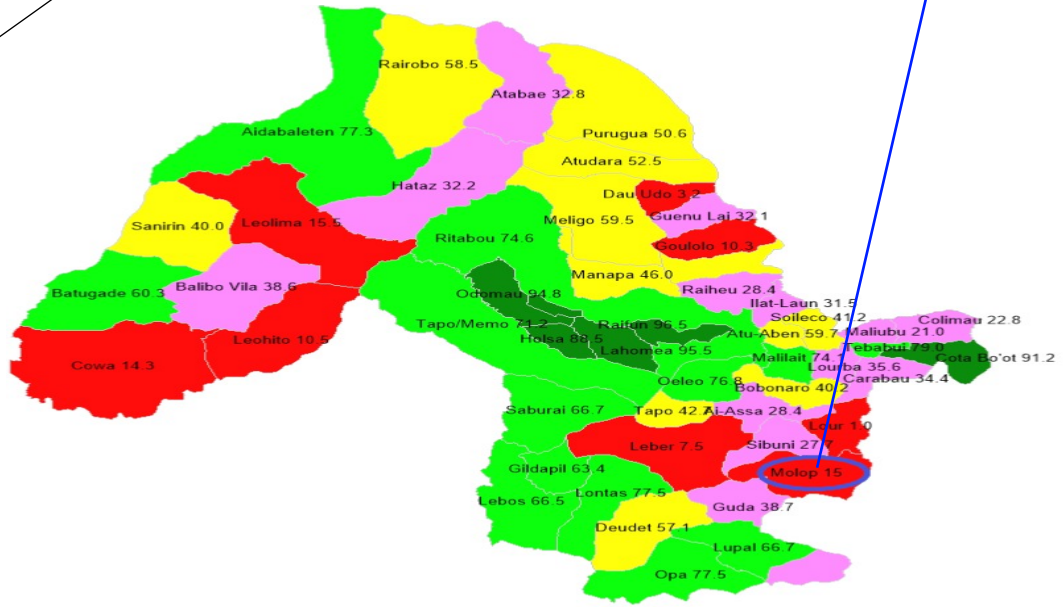 Rairobo 58.5
Atabae 32.8
Aidabaleten 77.3
Purugua 50.6
Atudara 52.5
Hataz 32.2
Dau Udo 3.2
Guenu Lai 32.1
Meligo 59.5
Leolima 15.5
Sanirin 40.0
Ritabou 74.6
Goulolo 10.3
Manapa 46.0
Batugade 60.3
Balibo Vila 38.6
Raiheu 28.4
Odomau 94.8
Ilat-Laun 31.5
Soileco 41.2
Colimau 22.8
Tapo/Memo 71.2
Raifun 96.5
Atu-Aben 59.7
Maliubu 21.0
Leohito 10.5
Holsa 88.5
Lahomea 95.5
Tebabui 79.0
Malilait 74.1
Cota Bo'ot 91.2
Cowa 14.3
Lourba 35.6
Oeleo 76.8
Carabau 34.4
Bobonaro 40.2
Saburai 66.7
Tapo 42.7
Ai-Assa 28.4
Lour 1.0
Leber 7.5
Sibuni 27.7
Gildapil 63.4
Molop 15
Lontas 77.5
Lebos 66.5
Guda 38.7
Deudet 57.1
Lupal 66.7
Opa 77.5